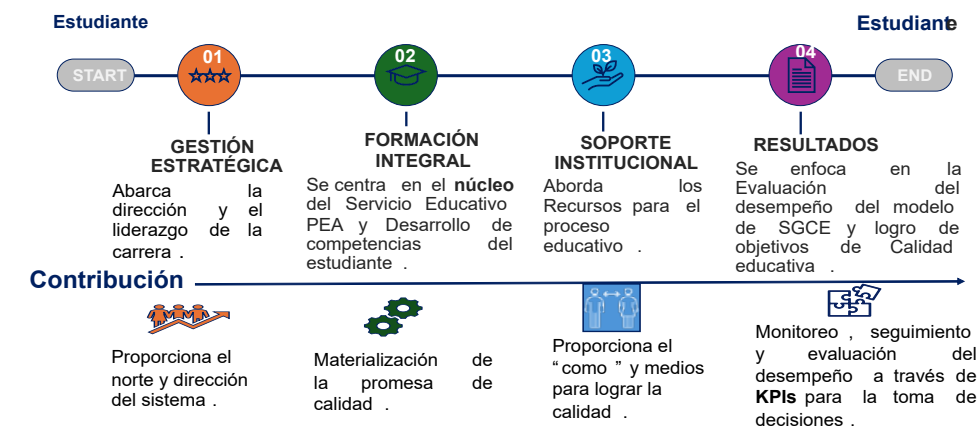 Estudiante
Estudiante
START
01
02
03
04
END
GESTIÓN
ESTRATÉGICA
Abarca la
dirección y el
liderazgo de la
carrera .
FORMACIÓN
INTEGRAL
Se centra en el núcleo
del Servicio Educativo
PEA y Desarrollo de
competencias del
estudiante .
SOPORTE
INSTITUCIONAL
Aborda los
Recursos para el
proceso
educativo .
RESULTADOS
Se enfoca en la
Evaluación del
desempeño del modelo
de SGCE y logro de
objetivos de Calidad
educativa .
Contribución
Proporciona el
norte y dirección
del sistema .
Materialización de
la promesa de
calidad .
Proporciona el
“como ” y medios
para lograr la
calidad .
Monitoreo , seguimiento
y evaluación del
desempeño a través de
KPIs para la toma de
decisiones .